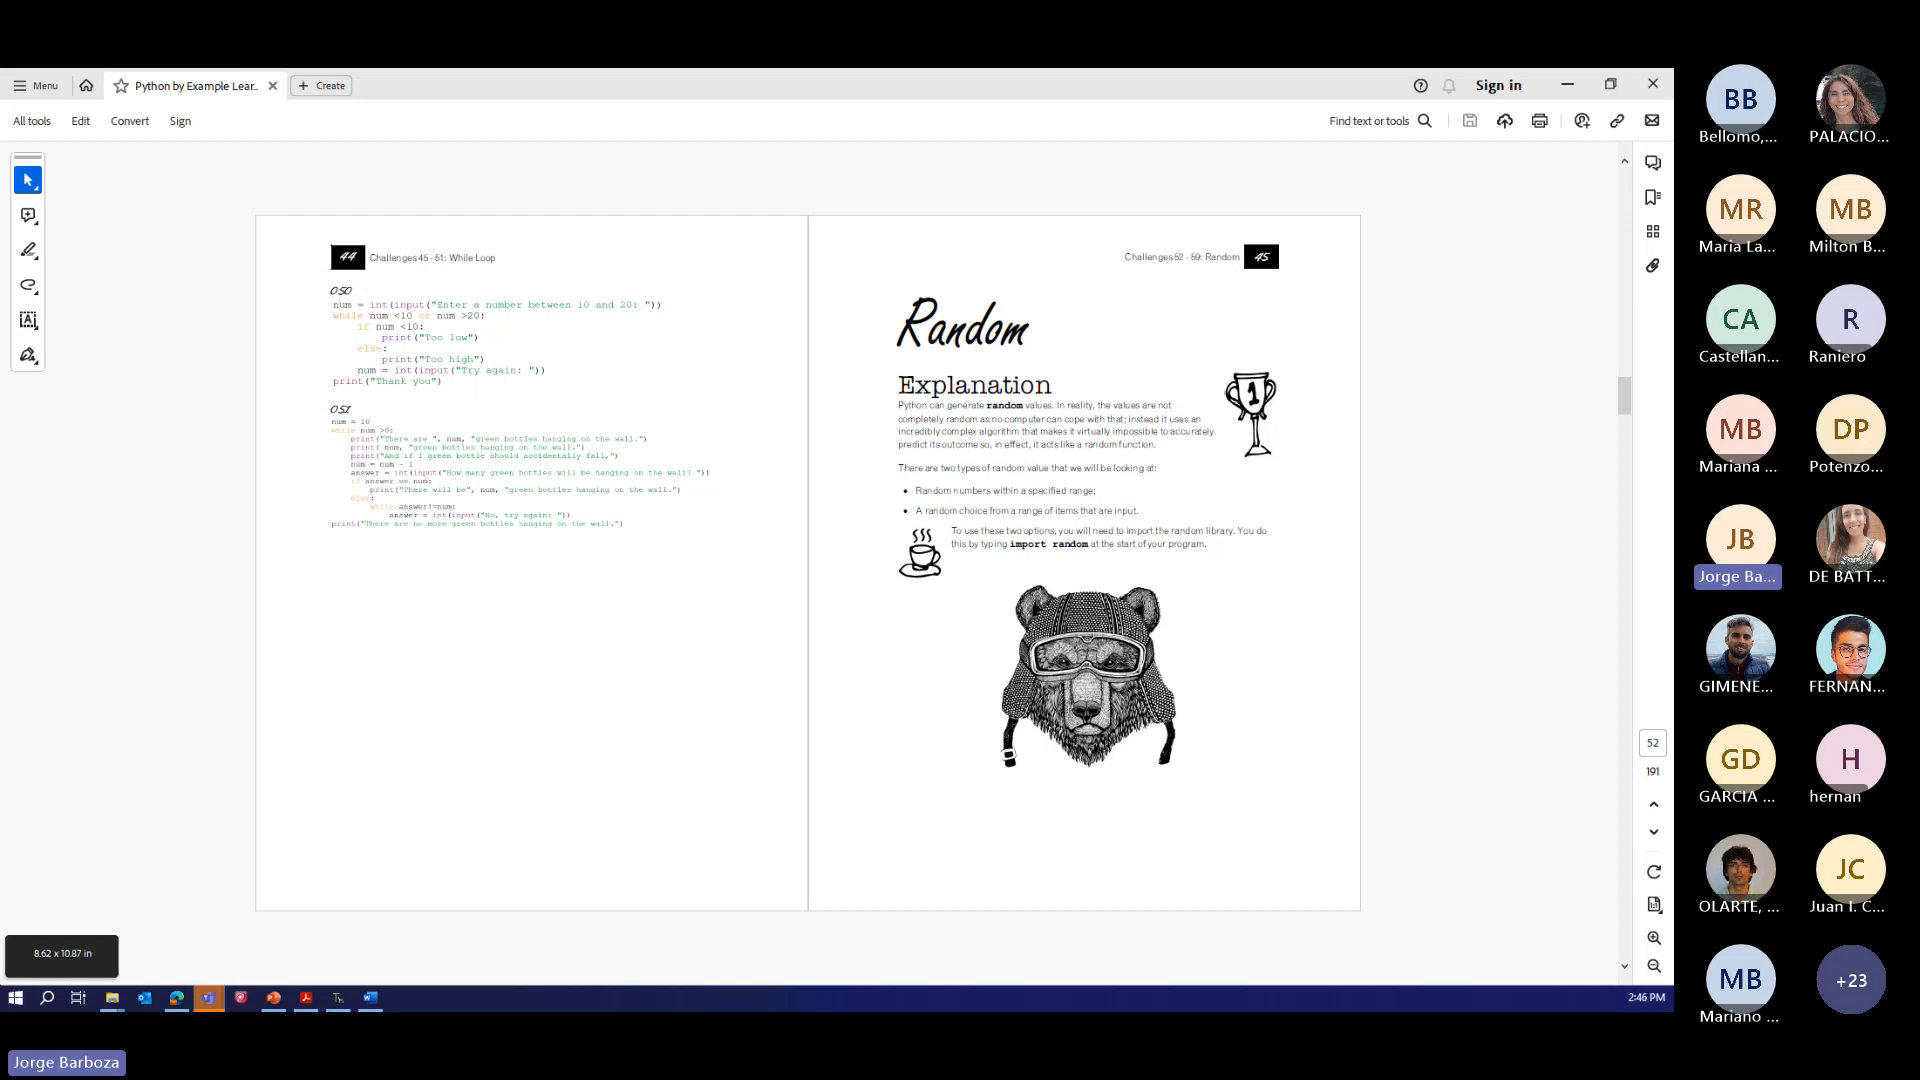 Menu
Python by Example Lear..
Create
Sign in
All tools
Edit
Convert
Sign
Find text or tools
44
Challenges 45 - 51: While Loop
050
num = int(input("Enter a number between 10 and 20: "))
while num <10 or num >20:
if num <10:
print("Too low")
else:
print("Too high")
num = int(input("Try again: "))
print("Thank you")
051
num = 10
while num >0:
print("There are ", num, "green bottles hanging on the wall.")
print( num, "green bottles hanging on the wall.")
print("And if 1 green bottle should accidentally fall,")
num = num - 1
answer = int(input("How many green bottles will be hanging on the wall? "))
if answer == num:
print("There will be", num, "green bottles hanging on the wall.")
else:
while answer!=num:
answer = int(input("No, try again: "))
print("There are no more green bottles hanging on the wall.")
Challenges 52 - 59: Random
45
Random
Explanation
1
Python can generate random values. In reality, the values are not
completely random as no computer can cope with that; instead it uses an
incredibly complex algorithm that makes it virtually impossible to accurately
predict its outcome so, in effect, it acts like a random function.
There are two types of random value that we will be looking at:
• Random numbers within a specified range;
• A random choice from a range of items that are input.
To use these two options, you will need to import the random library. You do
this by typing import random at the start of your program.
52
191
8.62 x 10.87 in
2:46 PM
Jorge Barboza
BB
Bellomo,...
PALACIO...
MR
Maria La...
MB
Milton B...
CA
Castellan...
R
Raniero
MB
Mariana ...
DP
Potenzo...
JB
Jorge Ba...
DE BATT...
GIMENE...
FERNAN...
GD
GARCIA ...
H
hernan
OLARTE, ...
JC
Juan I. C...
MB
Mariano ...
+23